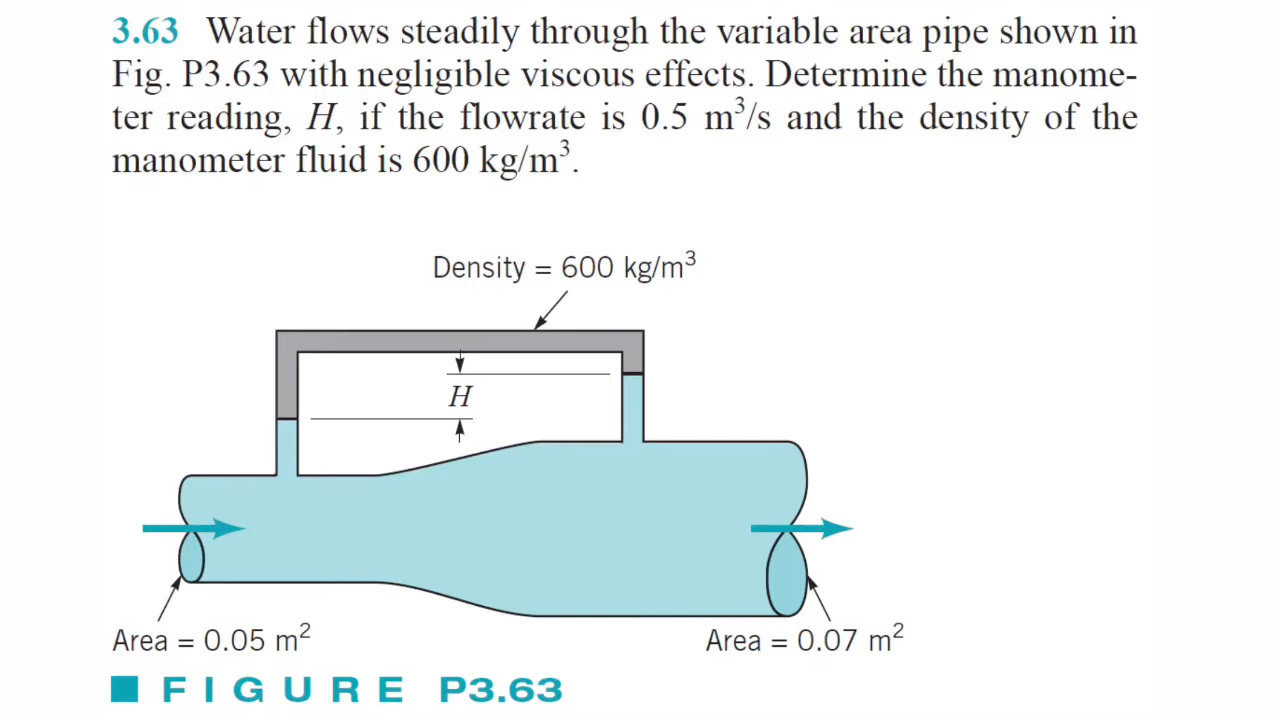 3.63 Water flows steadily through the variable area pipe shown in
Fig. P3.63 with negligible viscous effects. Determine the manome-
ter reading, H, if the flowrate is 0.5 m³/s and the density of the
manometer fluid is 600 kg/m³.
Density = 600 kg/m³
H
Area = 0.05 m²
Area = 0.07 m²
FIGURE P3.63